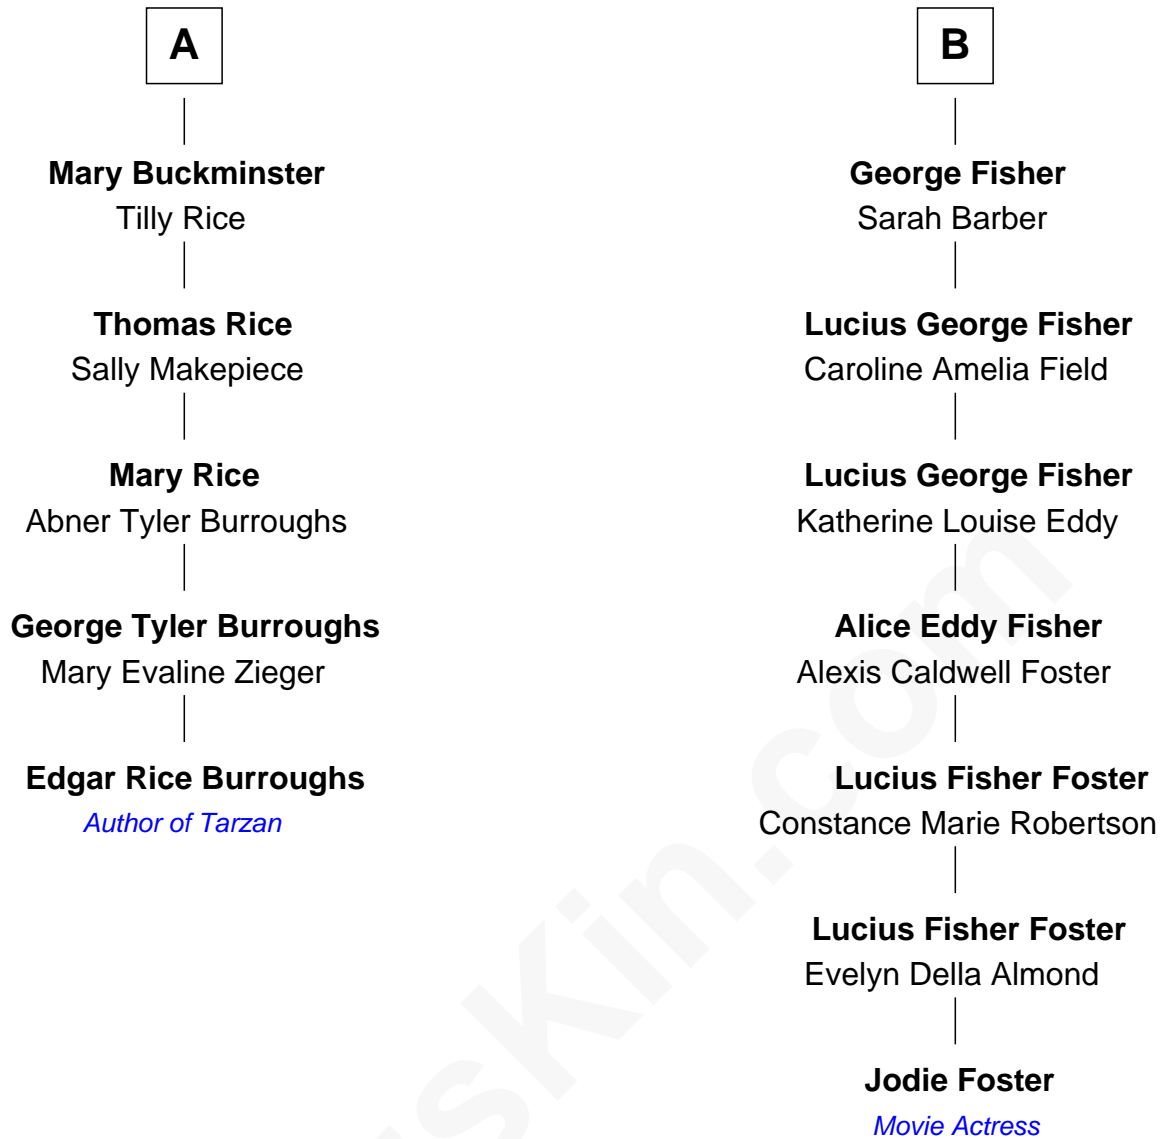 A
Mary Buckminster
Tilly Rice
Thomas Rice
Sally Makepiece
Mary Rice
Abner Tyler Burroughs
George Tyler Burroughs
Mary Evaline Zieger
Edgar Rice Burroughs
Author of Tarzan
B
George Fisher
Sarah Barber
Lucius George Fisher
Caroline Amelia Field
Lucius George Fisher
Katherine Louise Eddy
Alice Eddy Fisher
Alexis Caldwell Foster
Lucius Fisher Foster
Constance Marie Robertson
Lucius Fisher Foster
Evelyn Della Almond
Jodie Foster
Movie Actress
usKin.com